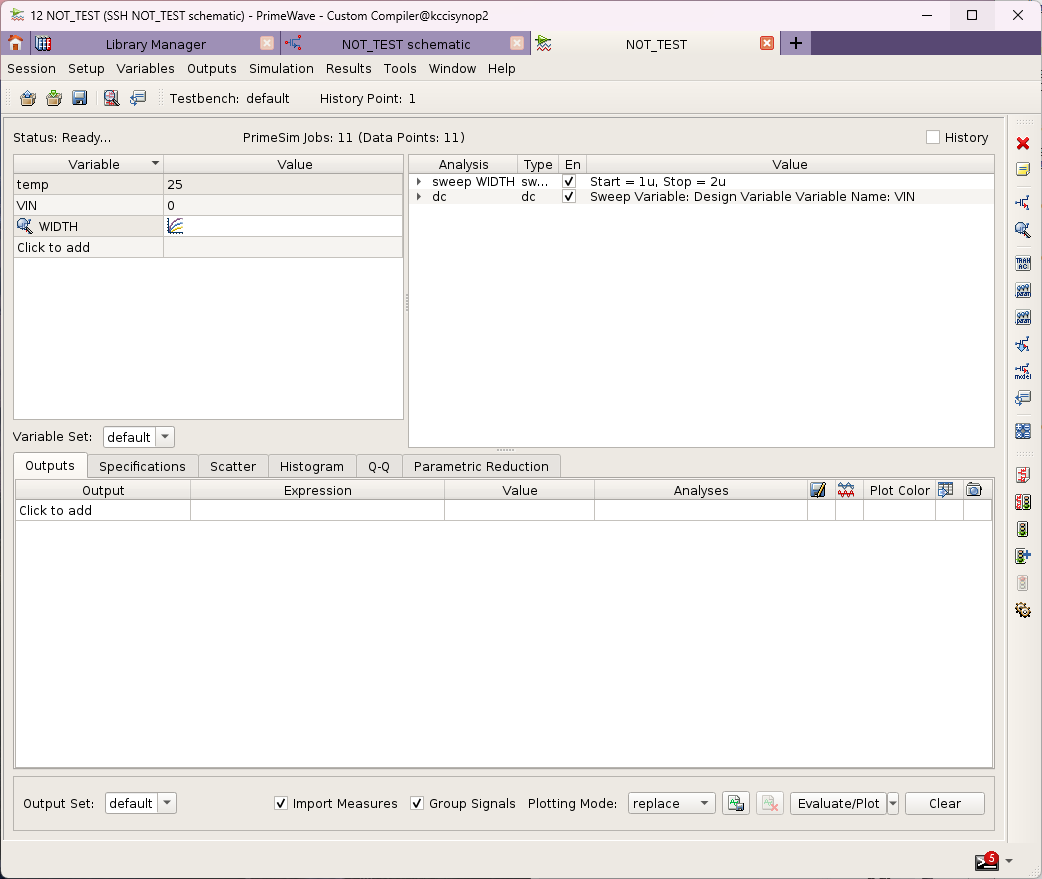 12 NOT_TEST (SSH NOT_TEST schematic) - PrimeWave - Custom Compiler@kccisynop2
Library Manager NOT_TEST schematic NOT_TEST
Session Setup Variables Outputs Simulation Results Tools Window Help
Testbench: default History Point: 1
Status: Ready... PrimeSim Jobs: 11 (Data Points: 11) History
Variable Value
temp 25
VIN 0
WIDTH
Click to add
Analysis Type En Value
sweep WIDTH sw... Start = 1u, Stop = 2u
dc dc Sweep Variable: Design Variable Variable Name: VIN
TRAN
AC
param
param
model
Variable Set: default
Outputs Specifications Scatter Histogram Q-Q Parametric Reduction
Output Expression Value Analyses Plot Color
Click to add
Output Set: default Import Measures Group Signals Plotting Mode: replace Evaluate/Plot Clear
5